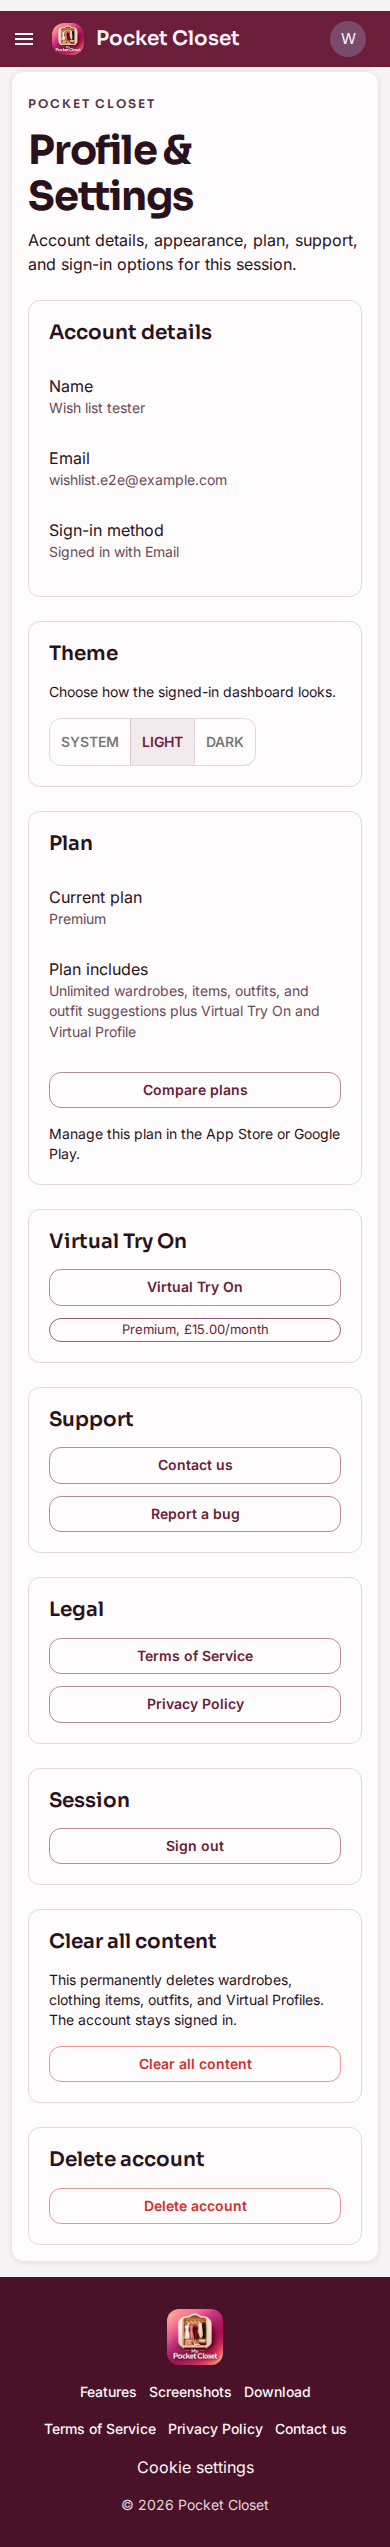 Pocket Closet
W
POCKET CLOSET
Profile &
Settings
Account details, appearance, plan, support,
and sign-in options for this session.
Account details
Name
Wish list tester
Email
wishlist.e2e@example.com
Sign-in method
Signed in with Email
Theme
Choose how the signed-in dashboard looks.
SYSTEM LIGHT DARK
Plan
Current plan
Premium
Plan includes
Unlimited wardrobes, items, outfits, and
outfit suggestions plus Virtual Try On and
Virtual Profile
Compare plans
Manage this plan in the App Store or Google
Play.
Virtual Try On
Virtual Try On
Premium, £15.00/month
Support
Contact us
Report a bug
Legal
Terms of Service
Privacy Policy
Session
Sign out
Clear all content
This permanently deletes wardrobes,
clothing items, outfits, and Virtual Profiles.
The account stays signed in.
Clear all content
Delete account
Delete account
My
Pocket Closet
Features Screenshots Download
Terms of Service Privacy Policy Contact us
Cookie settings
© 2026 Pocket Closet